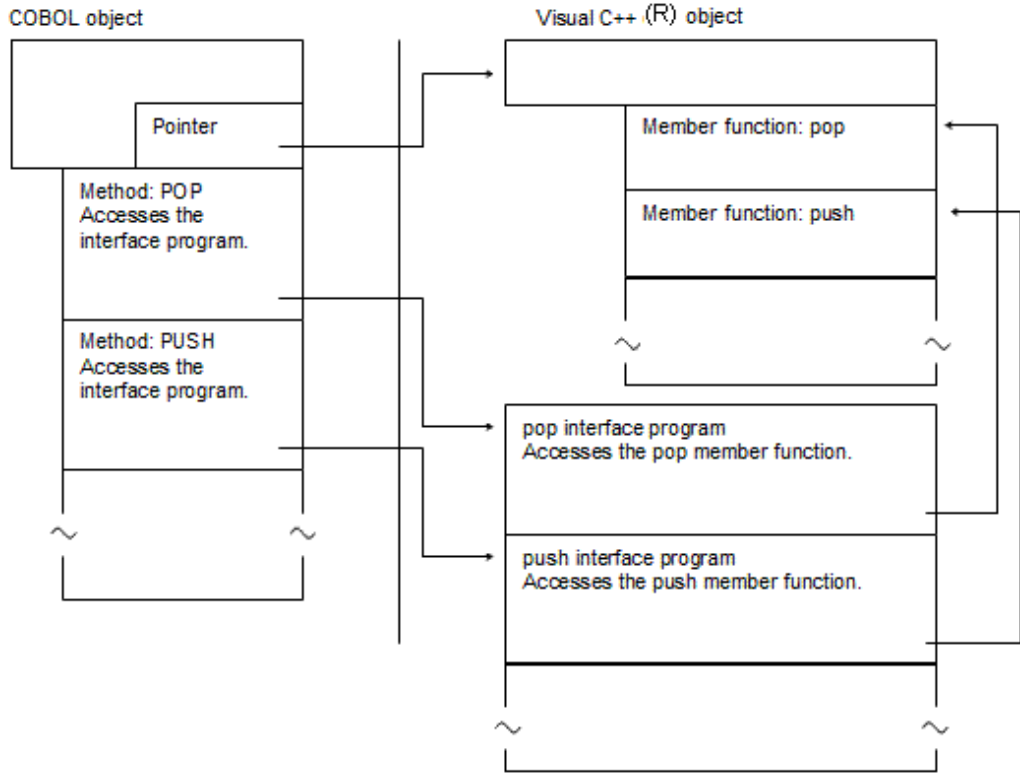 COBOL object
Visual C++ (R) object
Pointer
Method: POP
Accesses the
interface program.
Method: PUSH
Accesses the
interface program.
Member function: pop
Member function: push
pop interface program
Accesses the pop member function.
push interface program
Accesses the push member function.